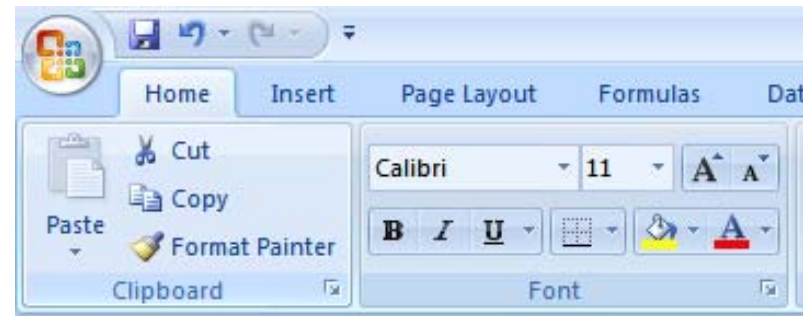 Home Insert Page Layout Formulas Dat
Cut
Calibri 11 A A
Copy
Paste
B I U A
Format Painter
Clipboard Font